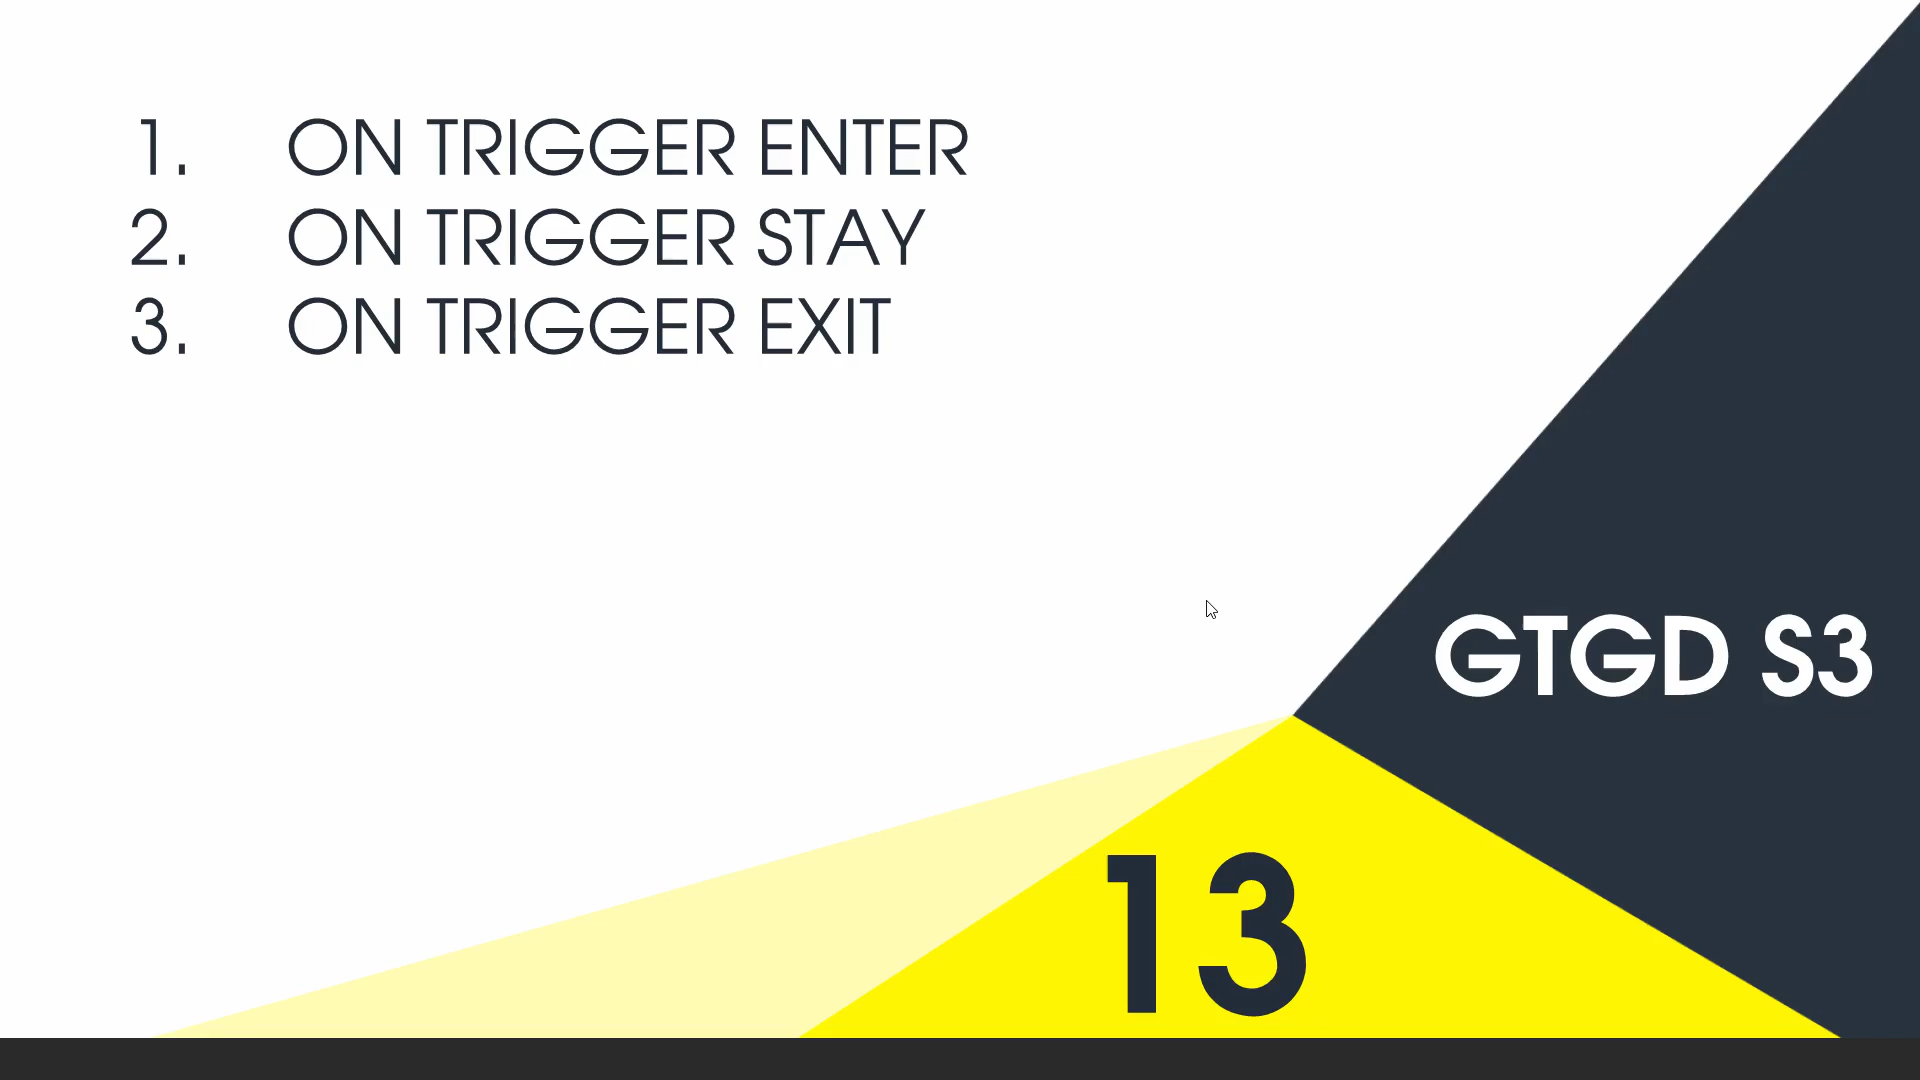 1. ON TRIGGER ENTER
2. ON TRIGGER STAY
3. ON TRIGGER EXIT
GTGD S3
13